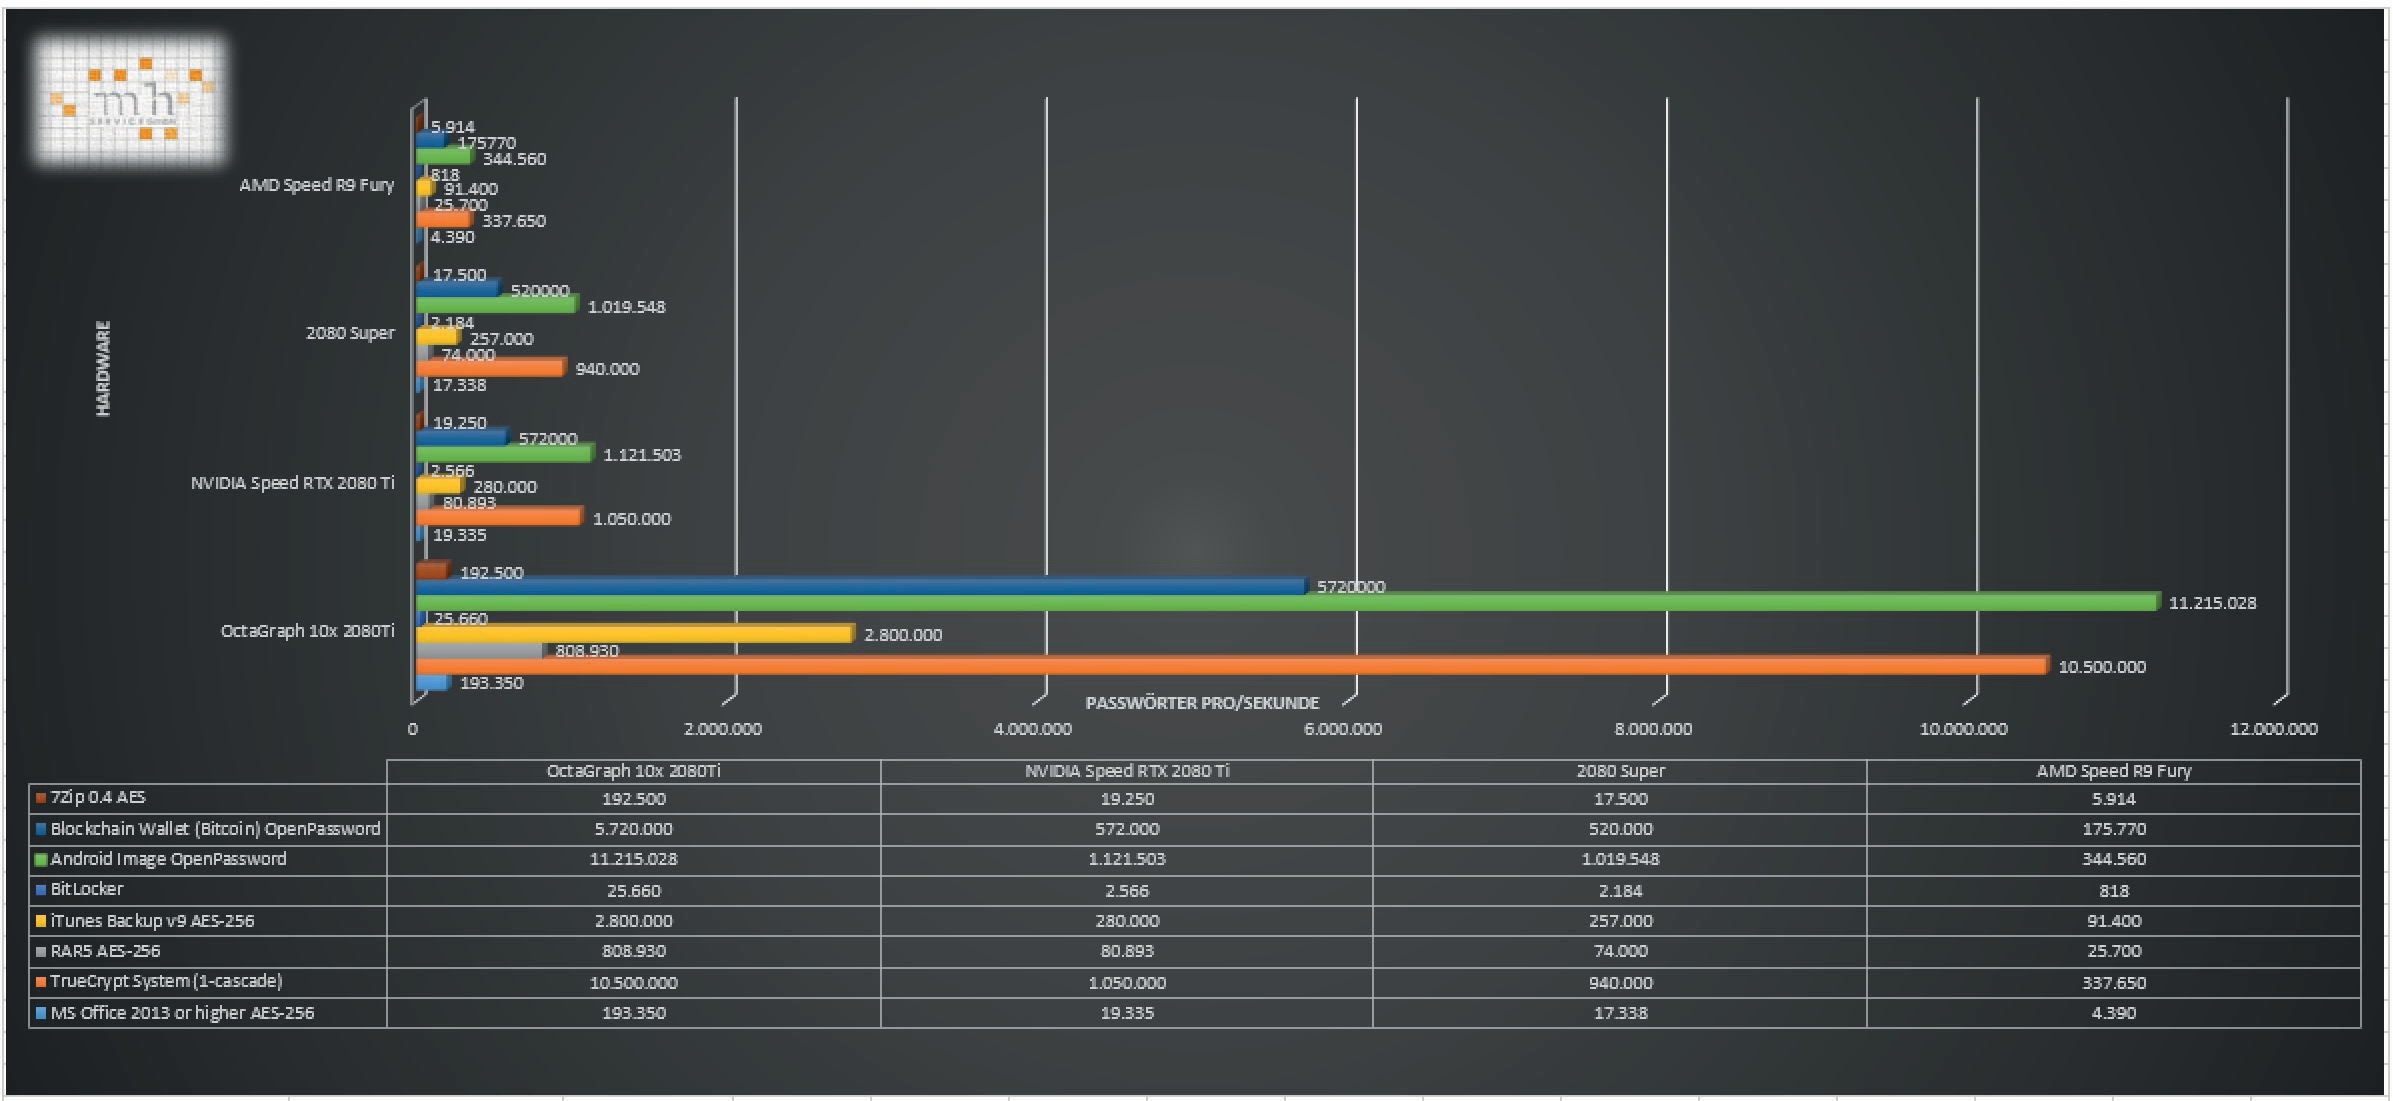 mh
SERVICE GmbH
AMD Speed R9 Fury
5.914
175770
344.560
818
91.400
25.700
337.650
4.390
2080 Super
17.500
520000
1.019.548
2.184
257.000
74.000
940.000
17.338
HARDWARE
NVIDIA Speed RTX 2080 Ti
19.250
572000
1.121.503
2.566
280.000
80.893
1.050.000
19.335
OctaGraph 10x 2080Ti
192.500
5720000
11.215.028
25.660
2.800.000
808.930
10.500.000
193.350
PASSWÖRTER PRO/SEKUNDE
0 2.000.000 4.000.000 6.000.000 8.000.000 10.000.000 12.000.000
OctaGraph 10x 2080Ti NVIDIA Speed RTX 2080 Ti 2080 Super AMD Speed R9 Fury
7Zip 0.4 AES 192.500 19.250 17.500 5.914
Blockchain Wallet (Bitcoin) OpenPassword 5.720.000 572.000 520.000 175.770
Android Image OpenPassword 11.215.028 1.121.503 1.019.548 344.560
BitLocker 25.660 2.566 2.184 818
iTunes Backup v9 AES-256 2.800.000 280.000 257.000 91.400
RAR5 AES-256 808.930 80.893 74.000 25.700
TrueCrypt System (1-cascade) 10.500.000 1.050.000 940.000 337.650
MS Office 2013 or higher AES-256 193.350 19.335 17.338 4.390